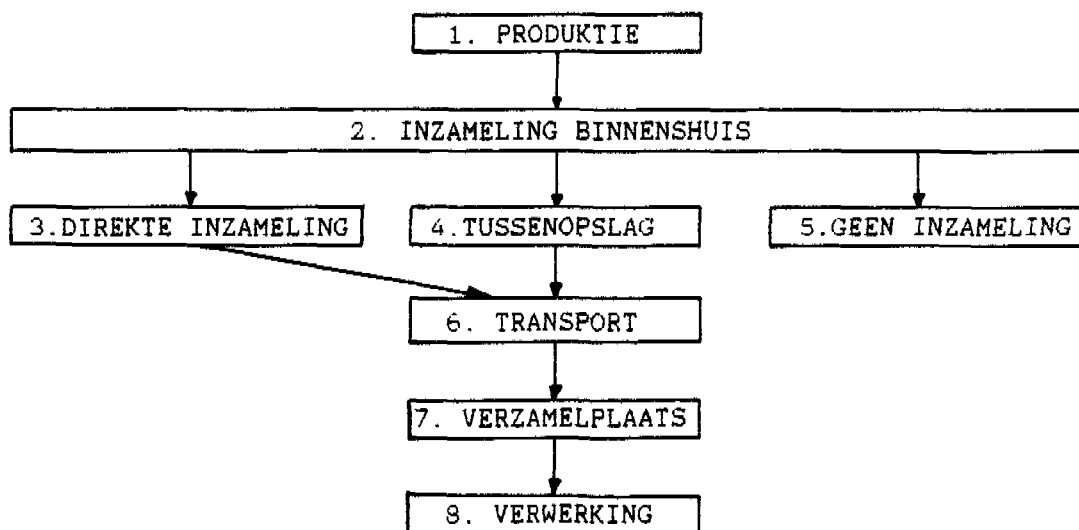 1. PRODUKTIE
2. INZAMELING BINNENSHUIS
3.DIREKTE INZAMELING
4.TUSSENOPSLAG
5.GEEN INZAMELING
6. TRANSPORT
7. VERZAMELPLAATS
8. VERWERKING